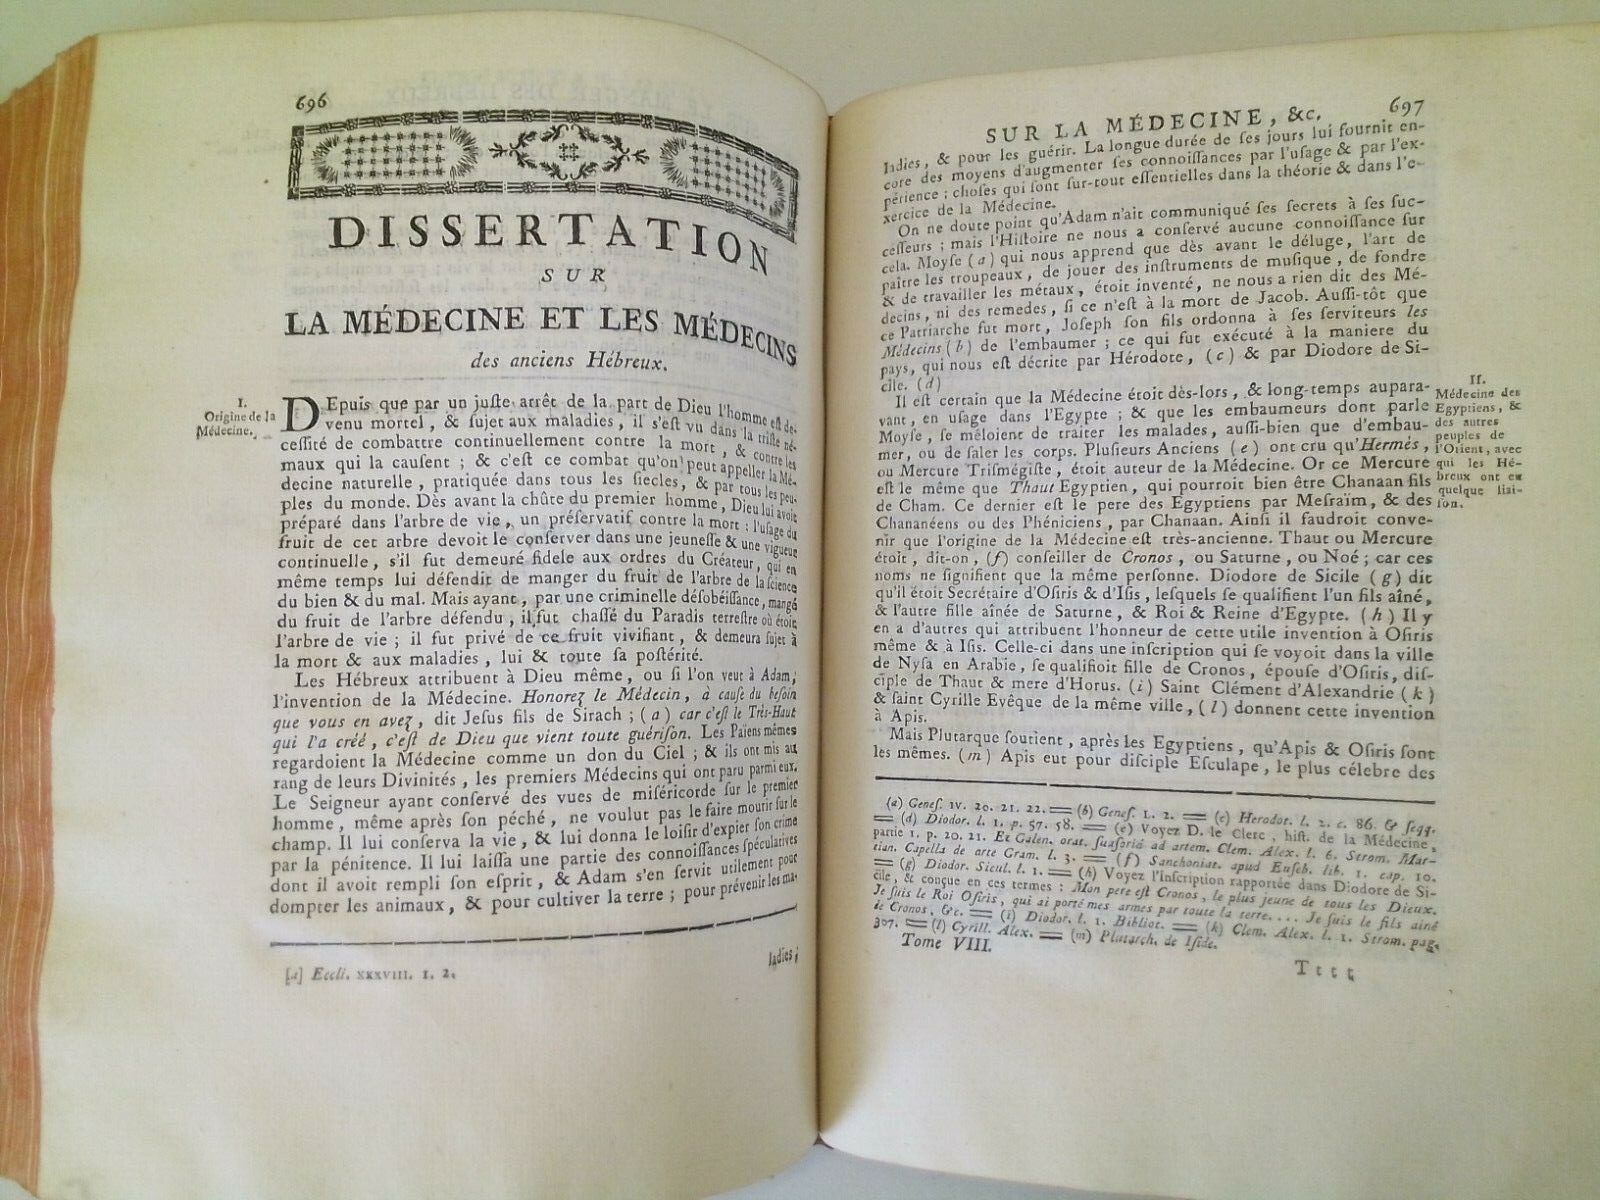 696
DISSERTATION
SUR
LA MÉDECINE ET LES MÉDECINS
des anciens Hébreux.
I.
Origine de la
Médecine.
DEpuis que par un juſte arrêt de la part de Dieu l'homme eſt de-
venu mortel, & ſujet aux maladies, il s'eſt vu dans la triſte né-
ceſſité de combattre continuellement contre la mort, & contre les
maux qui la cauſent ; & c'eſt ce combat qu'on peut appeller la Mé-
decine naturelle, pratiquée dans tous les ſiecles, & par tous les peu-
ples du monde. Dès avant la chûte du premier homme, Dieu lui avoit
préparé dans l'arbre de vie, un préſervatif contre la mort : l'uſage du
fruit de cet arbre devoit le conſerver dans une jeuneſſe & une vigueur
continuelle, s'il fut demeuré fidele aux ordres du Créateur, qui en
même temps lui défendit de manger du fruit de l'arbre de la ſcience
du bien & du mal. Mais ayant, par une criminelle déſobéiſſance, mangé
du fruit de l'arbre défendu, il fut chaſſé du Paradis terreſtre où étoit
l'arbre de vie ; il fut privé de ce fruit vivifiant, & demeura ſujet à
la mort & aux maladies, lui & toute ſa poſtérité.
Les Hébreux attribuent à Dieu même, ou ſi l'on veut à Adam,
l'invention de la Médecine. Honorez le Médecin, à cauſe du beſoin
que vous en avez, dit Jeſus fils de Sirach ; (a) car c'eſt le Très-Haut
qui l'a créé, c'eſt de Dieu que vient toute guériſon. Les Païens mêmes
regardoient la Médecine comme un don du Ciel ; & ils ont mis au
rang de leurs Divinités, les premiers Médecins qui ont paru parmi eux.
Le Seigneur ayant conſervé des vues de miſéricorde ſur le premier
homme, même après ſon péché, ne voulut pas le faire mourir ſur le
champ. Il lui conſerva la vie, & lui donna le loiſir d'expier ſon crime
par la pénitence. Il lui laiſſa une partie des connoiſſances ſpéculatives
dont il avoit rempli ſon eſprit, & Adam s'en ſervit utilement pour
dompter les animaux, & pour cultiver la terre ; pour prévenir les ma-
[a] Eccli. XXXVIII. 1. 2.
ladies ;
SUR LA MÉDECINE, &c. 697
ladies, & pour les guérir. La longue durée de ſes jours lui fournit en-
core des moyens d'augmenter ſes connoiſſances par l'uſage & par l'ex-
périence ; choſes qui ſont ſur-tout eſſentielles dans la théorie & dans l'e-
xercice de la Médecine.
On ne doute point qu'Adam n'ait communiqué ſes secrets à ſes ſuc-
ceſſeurs ; mais l'Hiſtoire ne nous a conſervé aucune connoiſſance ſur
cela. Moyſe (a) qui nous apprend que dès avant le déluge, l'art de
paître les troupeaux, de jouer des inſtruments de muſique, de fondre
& de travailler les métaux, étoit inventé, ne nous a rien dit des Mé-
decins, ni des remedes, ſi ce n'eſt à la mort de Jacob. Auſſi-tôt que
ce Patriarche fut mort, Joſeph ſon fils ordonna à ſes ſerviteurs les
Médecins (b) de l'embaumer ; ce qui fut exécuté à la maniere du
pays, qui nous eſt décrite par Hérodote, (c) & par Diodore de Si-
cile. (d)
II.
Médecine des
Egyptiens, &
des autres
peuples de
l'Orient, avec
qui les Hé-
breux ont eu
quelque liai-
ſon.
Il eſt certain que la Médecine étoit dès-lors, & long-temps aupara-
vant, en uſage dans l'Egypte ; & que les embaumeurs dont parle
Moyſe, ſe mêloient de traiter les malades, auſſi-bien que d'embau-
mer, ou de ſaler les corps. Pluſieurs Anciens (e) ont cru qu'Hermès,
ou Mercure Triſmégiſte, étoit auteur de la Médecine. Or ce Mercure
eſt le même que Thaut Egyptien, qui pourroit bien être Chanaan fils
de Cham. Ce dernier eſt le pere des Egyptiens par Meſraïm, & des
Chananéens ou des Phéniciens, par Chanaan. Ainſi il faudroit conve-
nir que l'origine de la Médecine eſt très-ancienne. Thaut ou Mercure
étoit, dit-on, (f) conſeiller de Cronos, ou Saturne, ou Noé ; car ces
noms ne ſignifient que la même perſonne. Diodore de Sicile (g) dit
qu'il étoit Secrétaire d'Oſiris & d'Iſis, leſquels ſe qualifient l'un fils aîné,
& l'autre fille aînée de Saturne, & Roi & Reine d'Egypte. (h) Il y
en a d'autres qui attribuent l'honneur de cette utile invention à Oſiris
même & à Iſis. Celle-ci dans une inſcription qui ſe voyoit dans la ville
de Nyſa en Arabie, ſe qualifioit fille de Cronos, épouſe d'Oſiris, diſ-
ciple de Thaut & mere d'Horus. (i) Saint Clément d'Alexandrie (k)
& ſaint Cyrille Evêque de la même ville, (l) donnent cette invention
à Apis.
Mais Plutarque ſoutient, après les Egyptiens, qu'Apis & Oſiris ſont
les mêmes. (m) Apis eut pour diſciple Eſculape, le plus célebre des
(a) Geneſ. IV. 20. 21. 22. = (b) Geneſ. 1. 2. = (c) Herodot. l. 2. c. 86. & ſeqq.
= (d) Diodor. l. 1. p. 57. 58. = (e) Voyez D. le Clerc, hiſt. de la Médecine,
partie 1. p. 20. 21. Et Galen. orat. ſuaſoriâ ad artem. Clem. Alex. l. 6. Strom. Mar-
tian. Capella de arte Gram. l. 3. = (f) Sanchoniat. apud Euſeb. lib. 1. cap. 10.
= (g) Diodor. Sicul. l. 1. = (h) Voyez l'Inſcription rapportée dans Diodore de Si-
cile, & conçue en ces termes : Mon pere eſt Cronos, le plus jeune de tous les Dieux.
Je ſuis le Roi Oſiris, qui ai porté mes armes par toute la terre.... Je ſuis le fils aîné
de Cronos, &c. = (i) Diodor. l. 1. Bibliot. = (k) Clem. Alex. l. 1. Strom. pag.
307. = (l) Cyrill. Alex. = (m) Plutarch. de Iſide.
Tome VIII.
Tttt